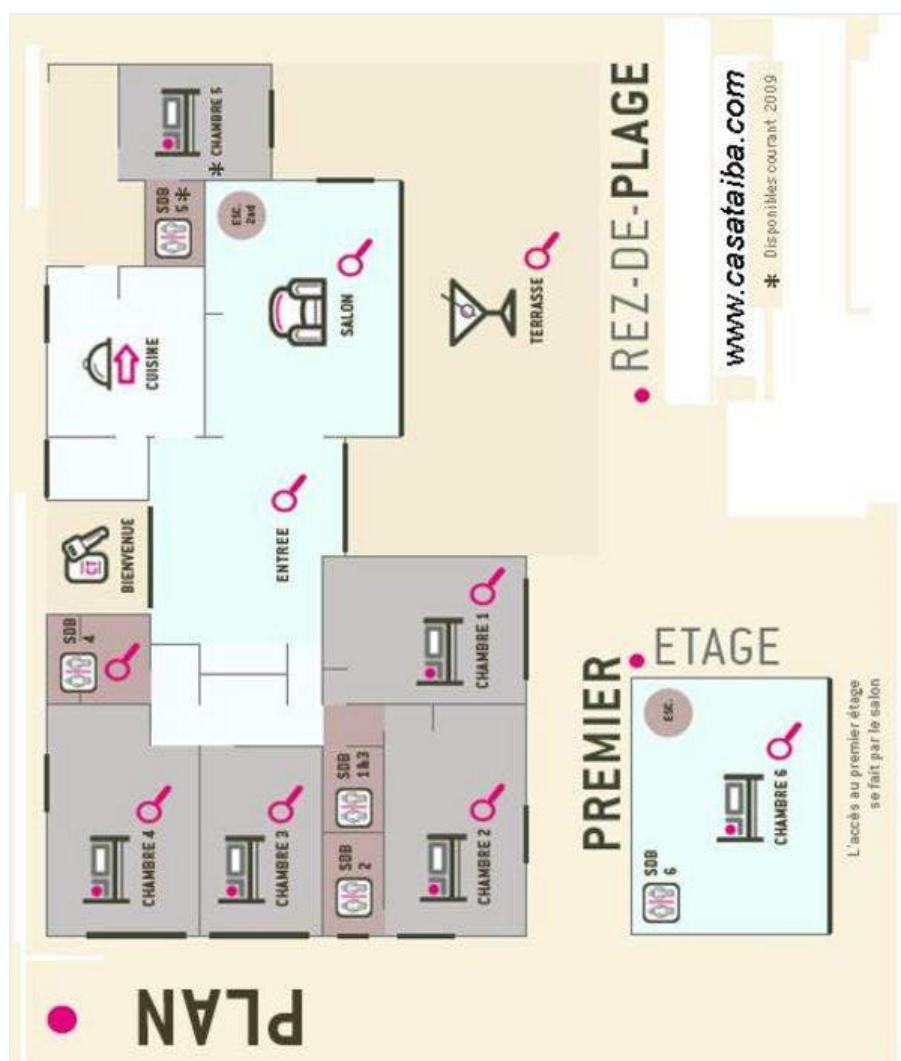 PLAN
CHAMBRE 4
SDB
4
BIENVENUE
CUISINE
SDB
5*
* CHAMBRE 5
CHAMBRE 3
ENTREE
SALON
ESC.
2ad
SDB
2
SDB
1&3
CHAMBRE 2
CHAMBRE 1
TERRASSE
PREMIER
ETAGE
REZ-DE-PLAGE
SDB
6
CHAMBRE 6
ESC.
L'accès au premier étage
se fait par le salon
www.casataiba.com
* Disponibles courant 2009